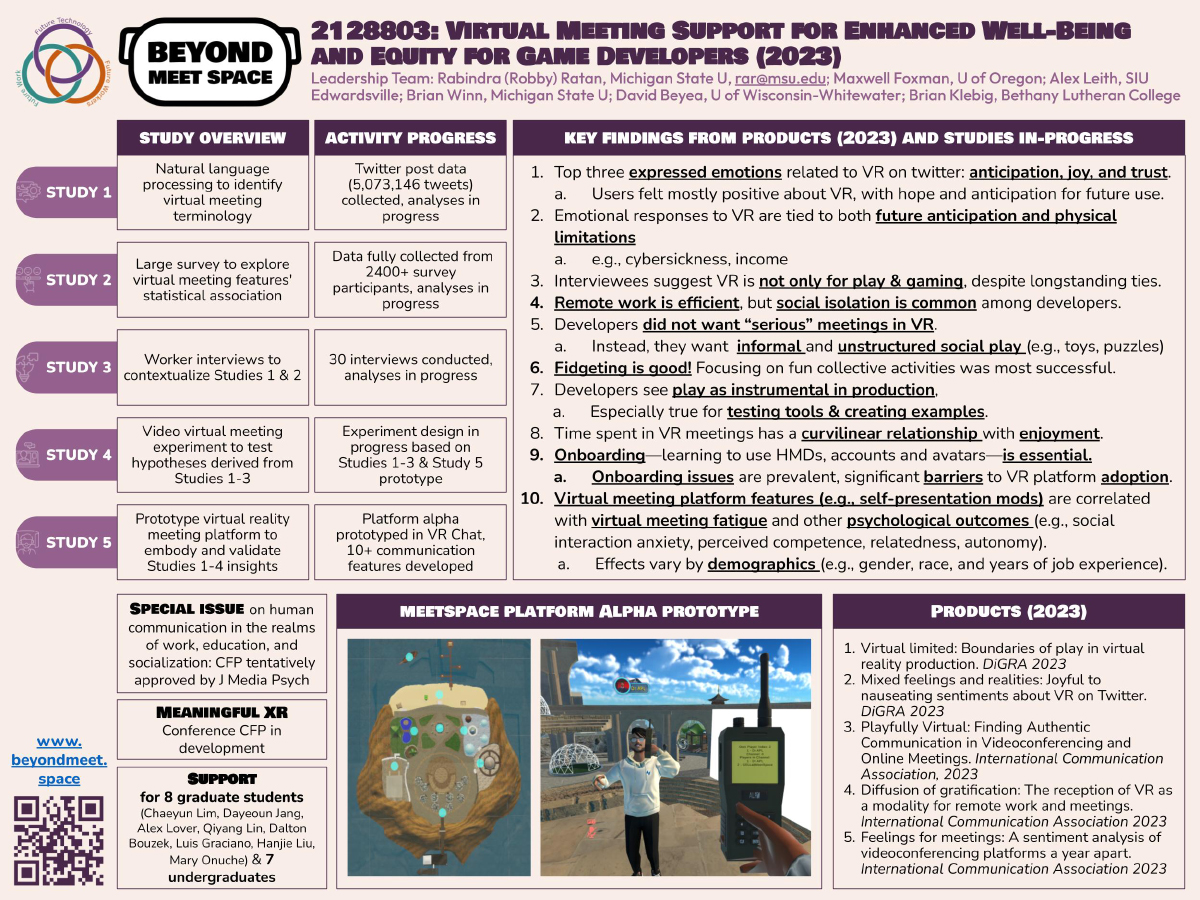 Future Technology
Future Workers
Future Work
BEYOND
MEET SPACE
2128803: Virtual Meeting Support for Enhanced Well-Being
and Equity for Game Developers (2023)
Leadership Team: Rabindra (Robby) Ratan, Michigan State U, rar@msu.edu; Maxwell Foxman, U of Oregon; Alex Leith, SIU
Edwardsville; Brian Winn, Michigan State U; David Beyea, U of Wisconsin-Whitewater; Brian Klebig, Bethany Lutheran College
STUDY OVERVIEW
ACTIVITY PROGRESS
STUDY 1
Natural language
processing to identify
virtual meeting
terminology
Twitter post data
(5,073,146 tweets)
collected, analyses in
progress
STUDY 2
Large survey to explore
virtual meeting features'
statistical association
Data fully collected from
2400+ survey
participants, analyses in
progress
STUDY 3
Worker interviews to
contextualize Studies 1 & 2
30 interviews conducted,
analyses in progress
STUDY 4
Video virtual meeting
experiment to test
hypotheses derived from
Studies 1-3
Experiment design in
progress based on
Studies 1-3 & Study 5
prototype
STUDY 5
Prototype virtual reality
meeting platform to
embody and validate
Studies 1-4 insights
Platform alpha
prototyped in VR Chat,
10+ communication
features developed
KEY FINDINGS FROM PRODUCTS (2023) AND STUDIES IN-PROGRESS
1. Top three expressed emotions related to VR on twitter: anticipation, joy, and trust.
a. Users felt mostly positive about VR, with hope and anticipation for future use.
2. Emotional responses to VR are tied to both future anticipation and physical
limitations
a. e.g., cybersickness, income
3. Interviewees suggest VR is not only for play & gaming, despite longstanding ties.
4. Remote work is efficient, but social isolation is common among developers.
5. Developers did not want “serious” meetings in VR.
a. Instead, they want informal and unstructured social play (e.g., toys, puzzles)
6. Fidgeting is good! Focusing on fun collective activities was most successful.
7. Developers see play as instrumental in production,
a. Especially true for testing tools & creating examples.
8. Time spent in VR meetings has a curvilinear relationship with enjoyment.
9. Onboarding—learning to use HMDs, accounts and avatars—is essential.
a. Onboarding issues are prevalent, significant barriers to VR platform adoption.
10. Virtual meeting platform features (e.g., self-presentation mods) are correlated
with virtual meeting fatigue and other psychological outcomes (e.g., social
interaction anxiety, perceived competence, relatedness, autonomy).
a. Effects vary by demographics (e.g., gender, race, and years of job experience).
Special issue on human
communication in the realms
of work, education, and
socialization: CFP tentatively
approved by J Media Psych
Meaningful XR
Conference CFP in
development
Support
for 8 graduate students
(Chaeyun Lim, Dayeoun Jang,
Alex Lover, Qiyang Lin, Dalton
Bouzek, Luis Graciano, Hanjie Liu,
Mary Onuche) & 7
undergraduates
www.
beyondmeet.
space
MEETSPACE PLATFORM ALPHA PROTOTYPE
Products (2023)
1. Virtual limited: Boundaries of play in virtual
reality production. DiGRA 2023
2. Mixed feelings and realities: Joyful to
nauseating sentiments about VR on Twitter.
DiGRA 2023
3. Playfully Virtual: Finding Authentic
Communication in Videoconferencing and
Online Meetings. International Communication
Association, 2023
4. Diffusion of gratification: The reception of VR as
a modality for remote work and meetings.
International Communication Association 2023
5. Feelings for meetings: A sentiment analysis of
videoconferencing platforms a year apart.
International Communication Association 2023